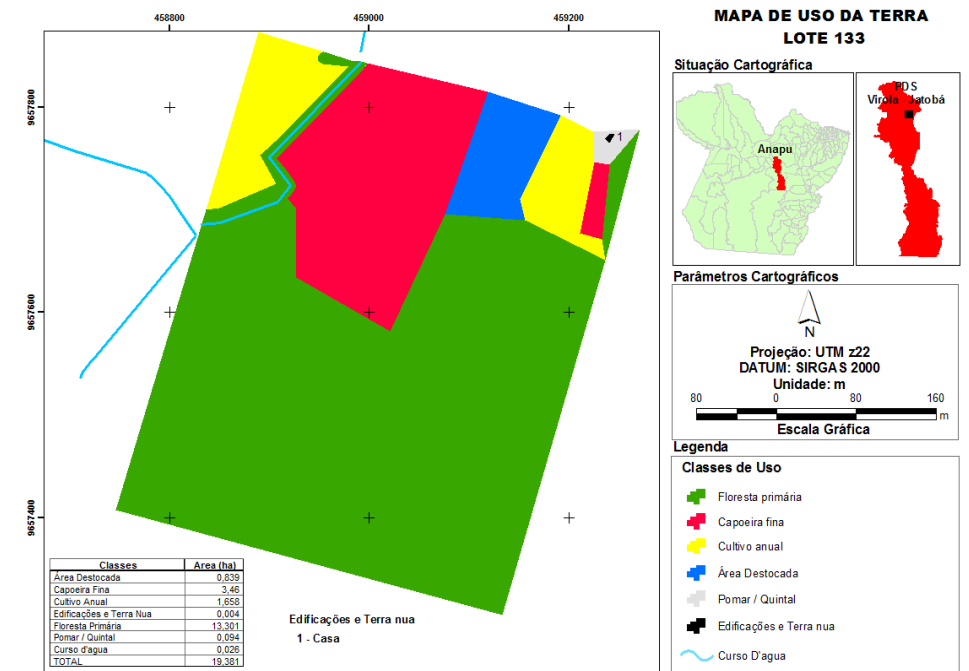 458800 459000 459200
9657800
9657600
9657400
1
Classes Area (ha)
Área Destocada 0,839
Capoeira Fina 3,46
Cultivo Anual 1,658
Edificações e Terra Nua 0,004
Floresta Primária 13,301
Pomar / Quintal 0,094
Curso d'agua 0,026
TOTAL 19,381
Edificações e Terra nua
1 - Casa
MAPA DE USO DA TERRA
LOTE 133
Situação Cartográfica
Anapu
PDS
Virola - Jatobá
Parâmetros Cartográficos
N
Projeção: UTM z22
DATUM: SIRGAS 2000
Unidade: m
80 0 80 160
m
Escala Gráfica
Legenda
Classes de Uso
Floresta primária
Capoeira fina
Cultivo anual
Área Destocada
Pomar / Quintal
Edificações e Terra nua
Curso D'agua